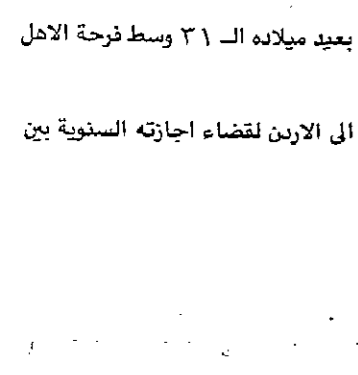 بعيد ميلاده الـ ٣١ وسط فرحة الاهل
الى الاردن لقضاء اجازته السنوية بين